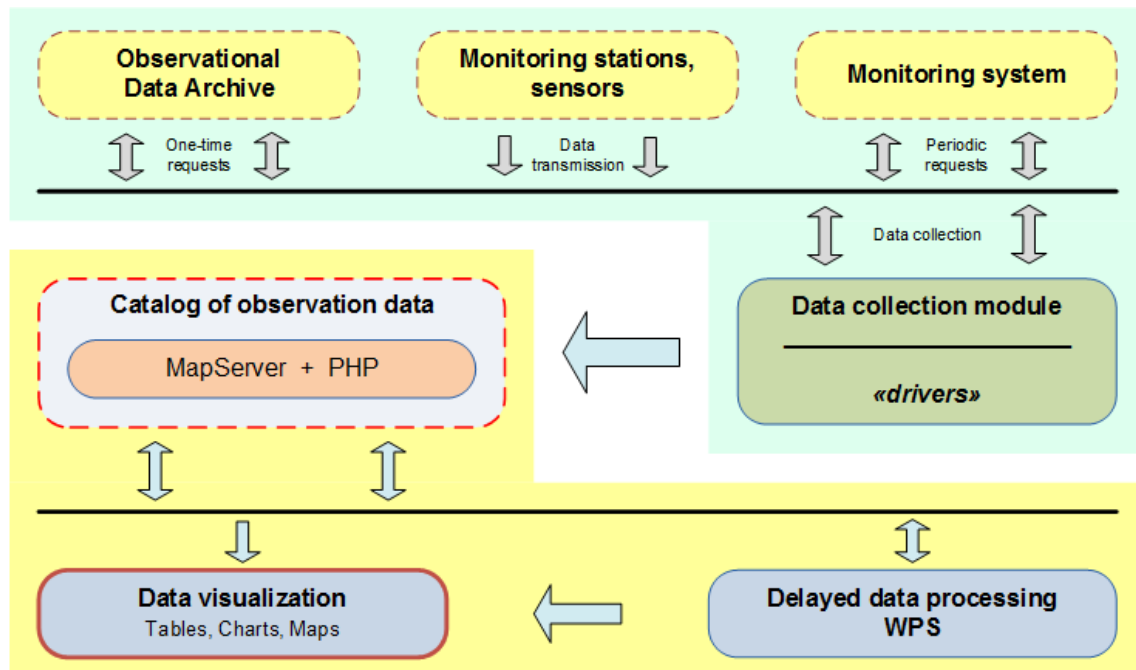 Observational
Data Archive
Monitoring stations,
sensors
Monitoring system
One-time
requests
Data
transmission
Periodic
requests
Data collection
Catalog of observation data
MapServer + PHP
Data collection module
«drivers»
Data visualization
Tables, Charts, Maps
Delayed data processing
WPS